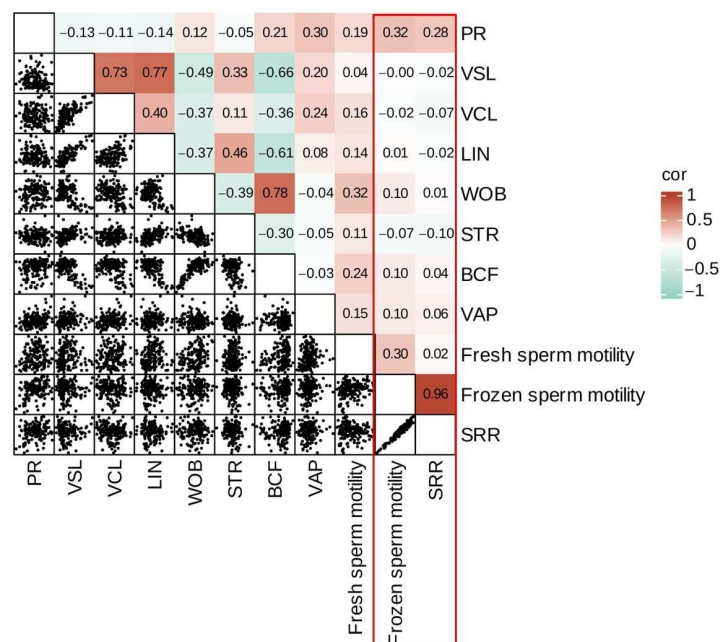 −0.13 −0.11 −0.14 0.12 −0.05 0.21 0.30 0.19 0.32 0.28 PR
0.73 0.77 −0.49 0.33 −0.66 0.20 0.04 −0.00 −0.02 VSL
0.40 −0.37 0.11 −0.36 0.24 0.16 −0.02 −0.07 VCL
−0.37 0.46 −0.61 0.08 0.14 0.01 −0.02 LIN
−0.39 0.78 −0.04 0.32 0.10 0.01 WOB
−0.30 −0.05 0.11 −0.07 −0.10 STR
−0.03 0.24 0.10 0.04 BCF
0.15 0.10 0.06 VAP
0.30 0.02 Fresh sperm motility
0.96 Frozen sperm motility
SRR
PR VSL VCL LIN WOB STR BCF VAP Fresh sperm motility Frozen sperm motility SRR
cor
1
0.5
0
−0.5
−1